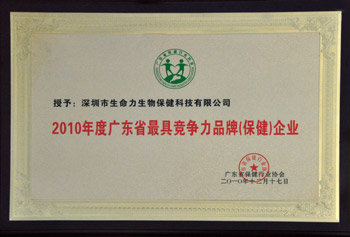 授予：深圳市生命力生物保健科技有限公司
2010年度广东省最具竞争力品牌(保健)企业
广东省保健行业协会
二〇一〇年十二月十七日